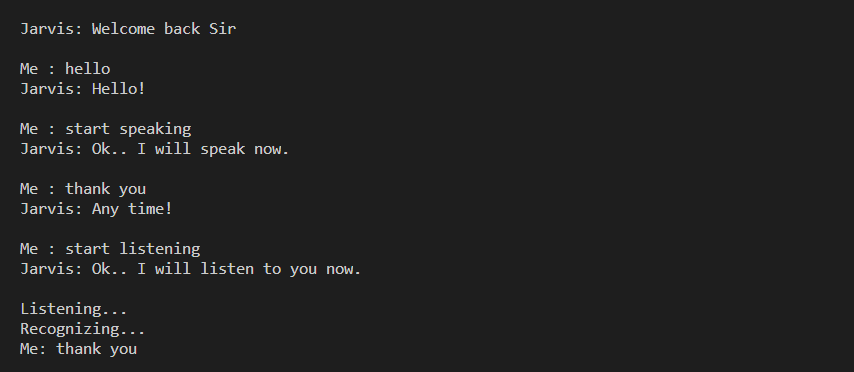 Jarvis: Welcome back Sir
Me : hello
Jarvis: Hello!
Me : start speaking
Jarvis: Ok.. I will speak now.
Me : thank you
Jarvis: Any time!
Me : start listening
Jarvis: Ok.. I will listen to you now.
Listening...
Recognizing...
Me: thank you